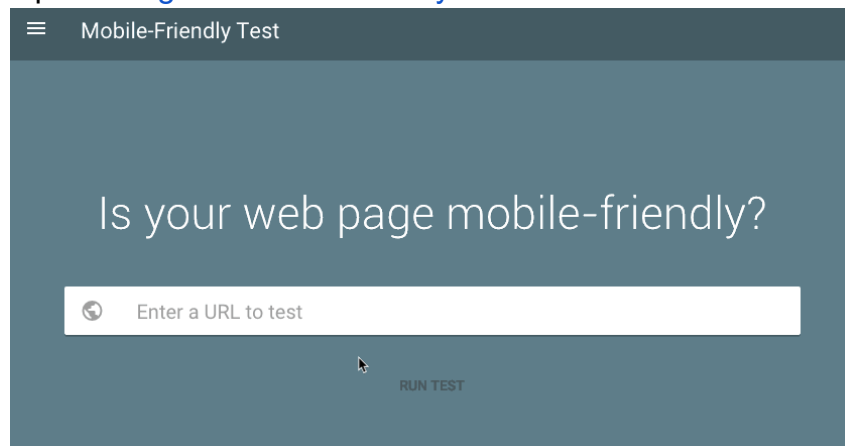 Mobile-Friendly Test
Is your web page mobile-friendly?
Enter a URL to test
RUN TEST